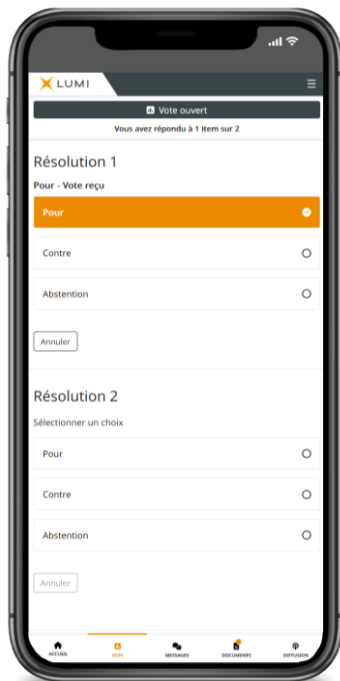 LUMI
Vote ouvert
Vous avez répondu à 1 item sur 2
Résolution 1
Pour - Vote reçu
Pour
Contre
Abstention
Annuler
Résolution 2
Sélectionner un choix
Pour
Contre
Abstention
Annuler
ACCUEIL VOTE MESSAGES DOCUMENTS DIFFUSION